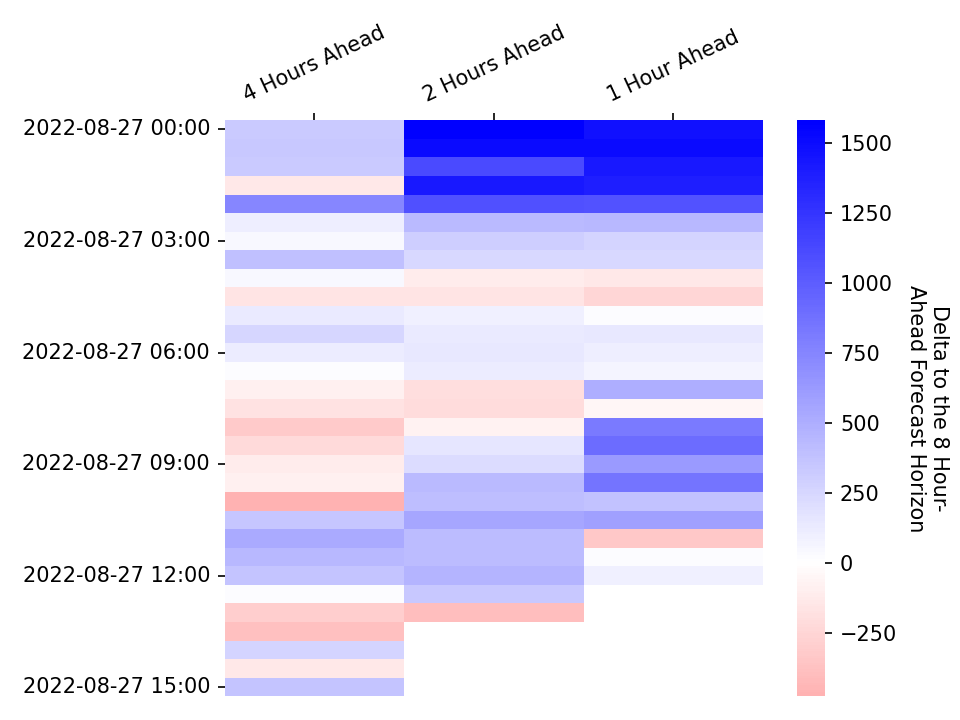 4 Hours Ahead
2 Hours Ahead
1 Hour Ahead
2022-08-27 00:00
2022-08-27 03:00
2022-08-27 06:00
2022-08-27 09:00
2022-08-27 12:00
2022-08-27 15:00
1500
1250
1000
750
500
250
0
−250
Delta to the 8 Hour-
Ahead Forecast Horizon